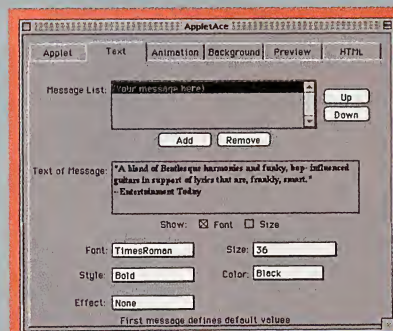 AppletAce
Applet Text Animation Background Preview HTML
Message List: (Your message here)
Up
Down
Add Remove
Text of Message: "A blend of Beatlesque harmonies and funky, hop- influenced
guitars in support of lyrics that are, frankly, smart."
--Entertainment Today
Show: Font Size
Font: TimesRoman Size: 36
Style: Bold Color: Black
Effect: None
First message defines default values